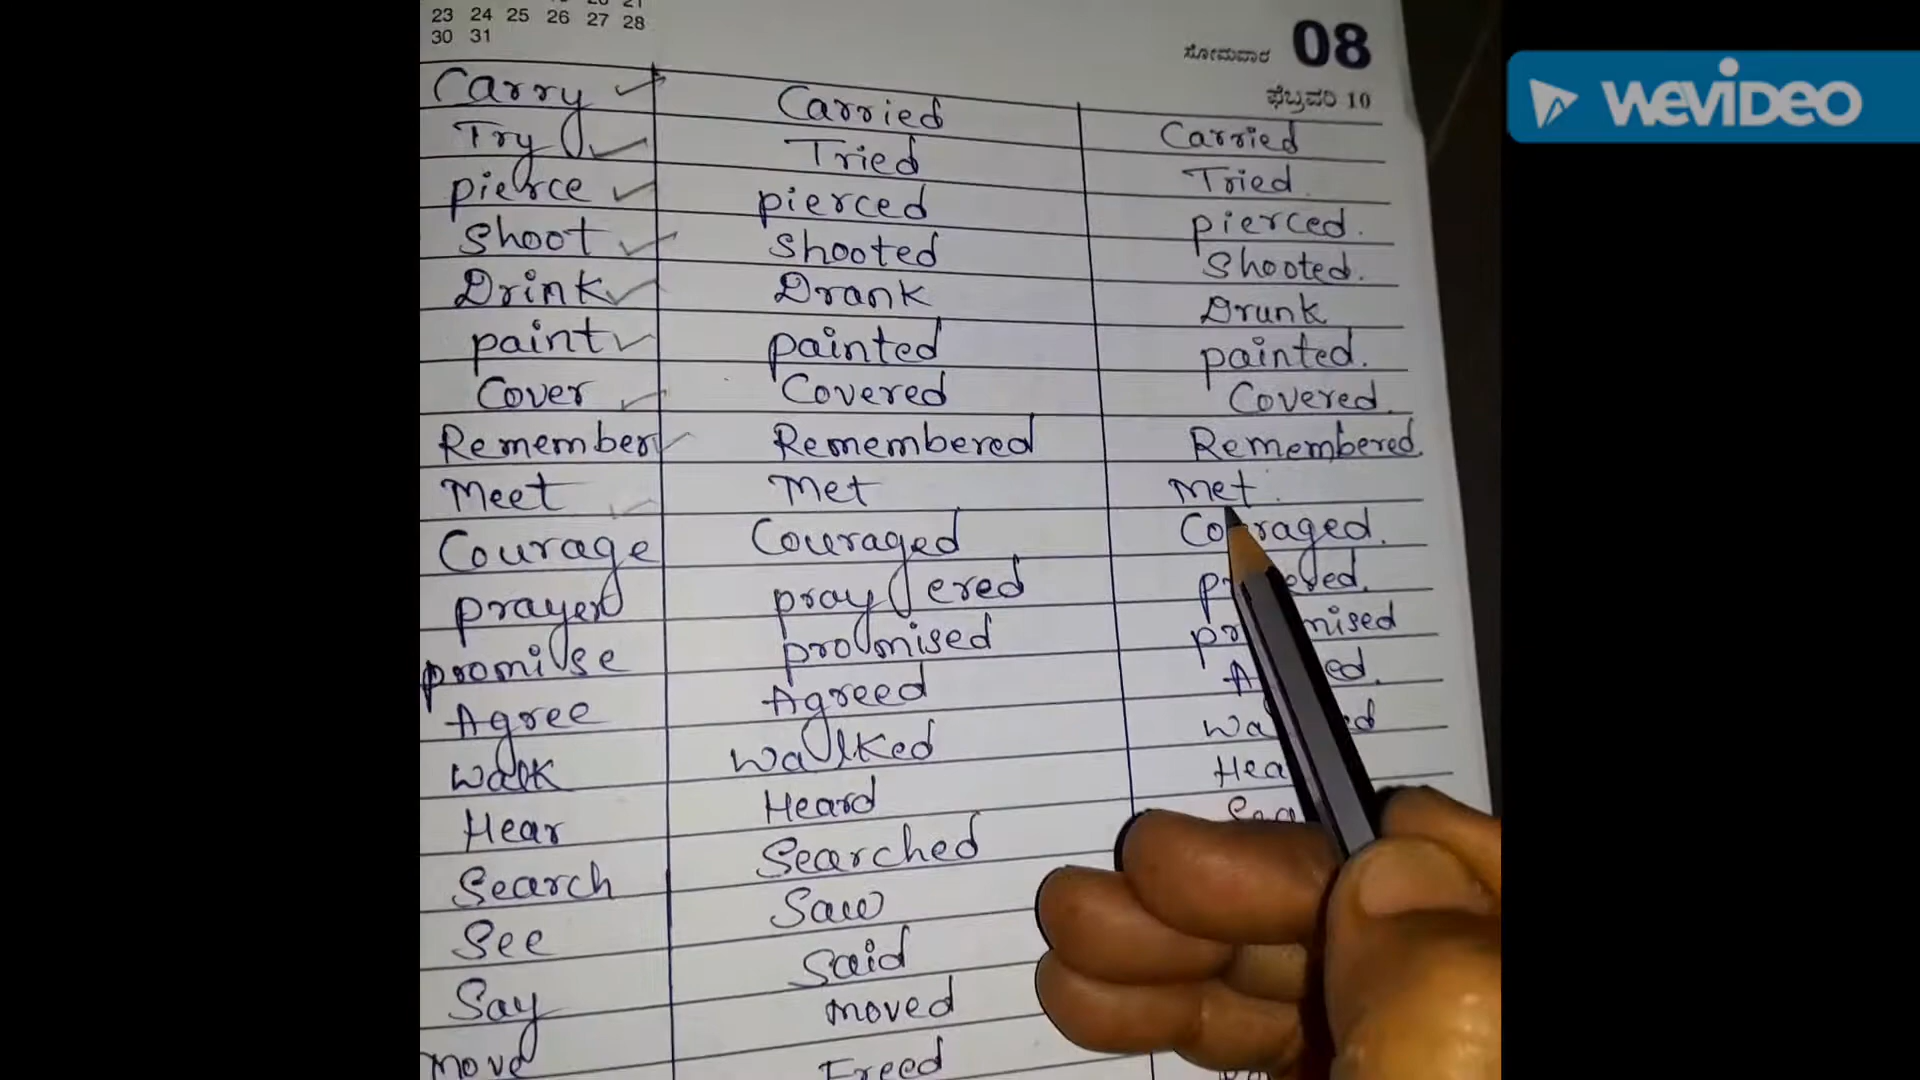 23 24 25 26 27 28
30 31
ಸೋಮವಾರ 08
ಫೆಬ್ರವರಿ 10
WEVIDEO
Carry Carried Carried
Try Tried Tried.
pierce pierced pierced.
Shoot Shooted Shooted.
Drink Drank Drunk
paint painted painted.
Cover Covered Covered.
Remember Remembered Remembered.
Meet Met Met.
Courage Couraged Couraged.
prayer prayered
promise promised
Agree Agreed
walk walked
Hear Heard
Search Searched
See Saw
Say Said
Move moved
Freed